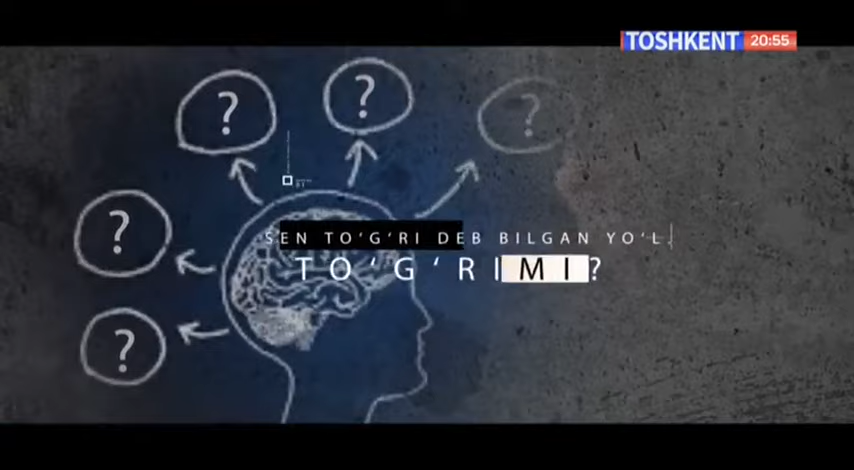 TOSHKENT 20:55
?
?
?
?
?
SEN TO‘G‘RI DEB BILGAN YO‘L
TO‘G‘RIMI?